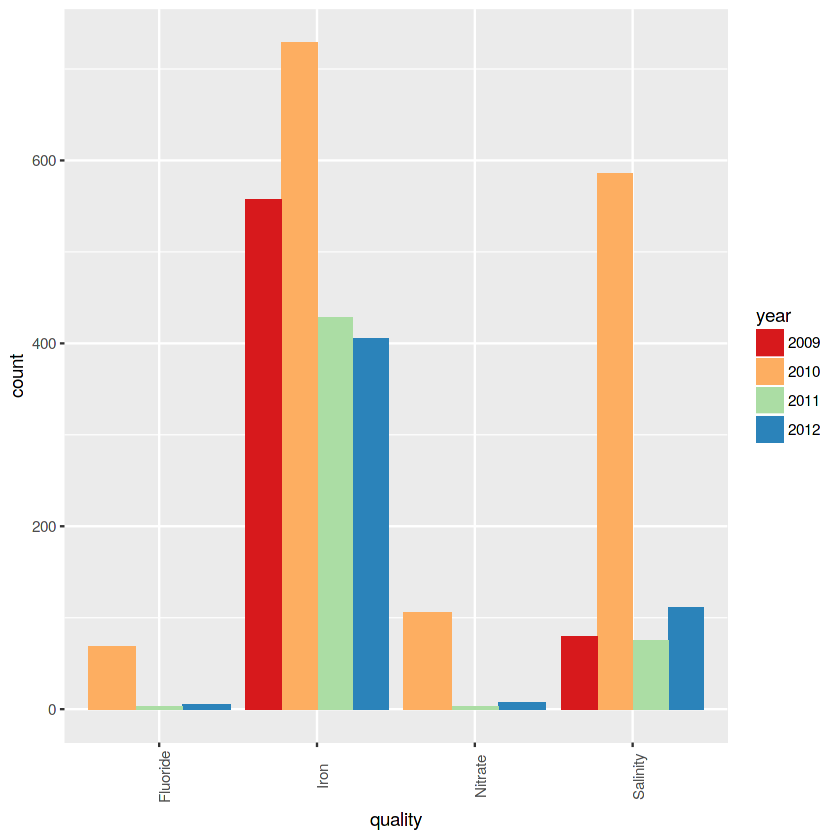 600
400
200
0
count
Fluoride
Iron
Nitrate
Salinity
quality
year
2009
2010
2011
2012